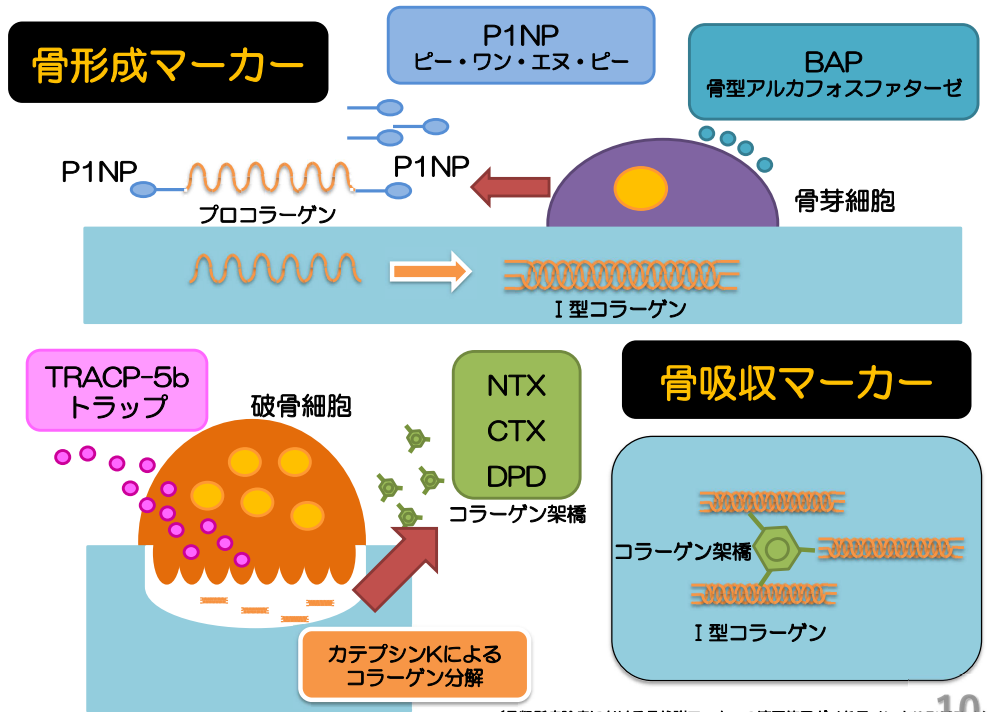 骨形成マーカー
P1NP
ピー・ワン・エヌ・ピー
BAP
骨型アルカフォスファターゼ
P1NP
P1NP
プロコラーゲン
骨芽細胞
Ⅰ型コラーゲン
TRACP-5b
トラップ
破骨細胞
NTX
CTX
DPD
コラーゲン架橋
骨吸収マーカー
コラーゲン架橋
Ⅰ型コラーゲン
カテプシンKによる
コラーゲン分解
10